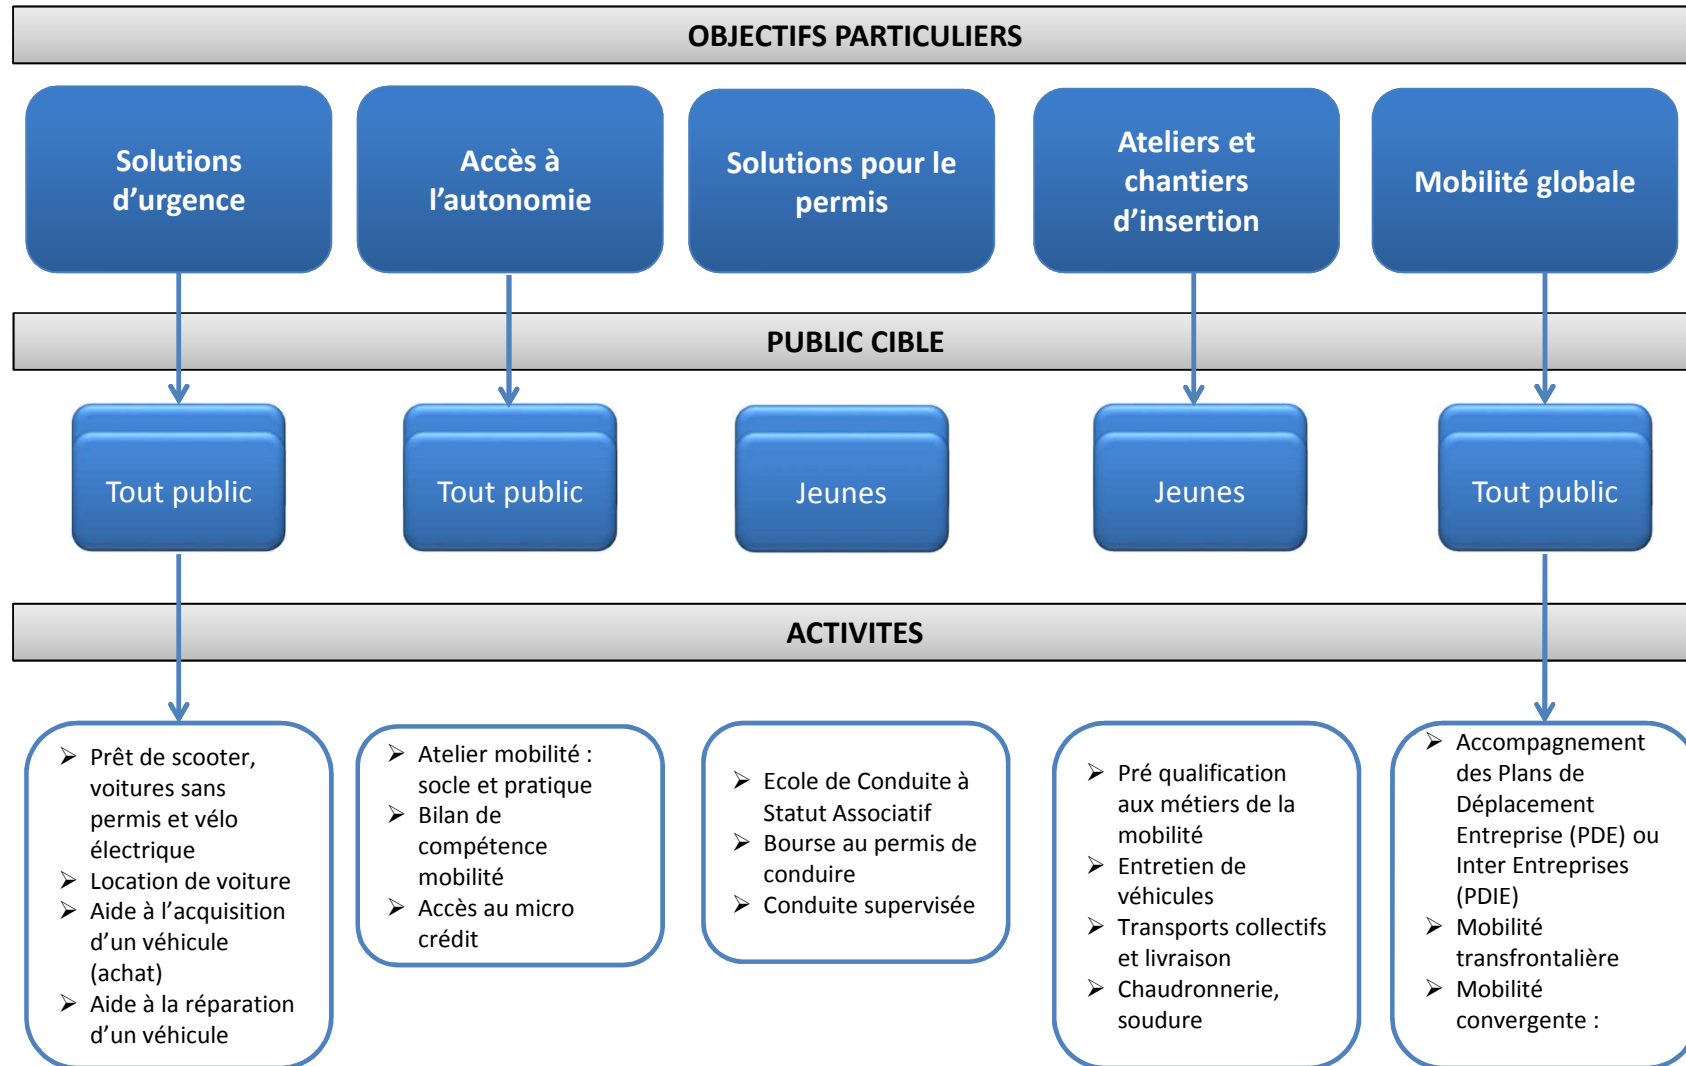 OBJECTIFS PARTICULIERS
Solutions
d’urgence
Accès à
l’autonomie
Solutions pour le
permis
Ateliers et
chantiers
d’insertion
Mobilité globale
PUBLIC CIBLE
Tout public
Tout public
Jeunes
Jeunes
Tout public
ACTIVITES
➢ Prêt de scooter,
voitures sans
permis et vélo
électrique
➢ Location de voiture
➢ Aide à l’acquisition
d’un véhicule
(achat)
➢ Aide à la réparation
d’un véhicule
➢ Atelier mobilité :
socle et pratique
➢ Bilan de
compétence
mobilité
➢ Accès au micro
crédit
➢ Ecole de Conduite à
Statut Associatif
➢ Bourse au permis de
conduire
➢ Conduite supervisée
➢ Pré qualification
aux métiers de la
mobilité
➢ Entretien de
véhicules
➢ Transports collectifs
et livraison
➢ Chaudronnerie,
soudure
➢ Accompagnement
des Plans de
Déplacement
Entreprise (PDE) ou
Inter Entreprises
(PDIE)
➢ Mobilité
transfrontalière
➢ Mobilité
convergente :